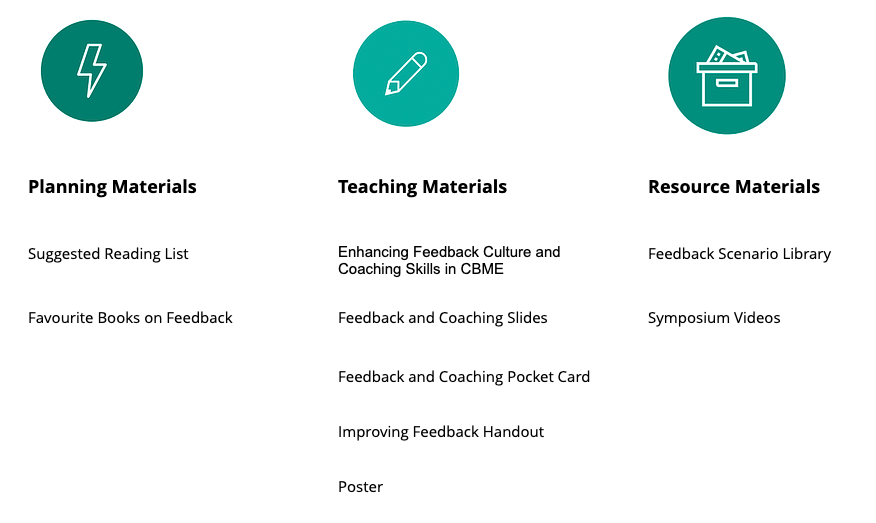 Planning Materials
Suggested Reading List
Favourite Books on Feedback
Teaching Materials
Enhancing Feedback Culture and
Coaching Skills in CBME
Feedback and Coaching Slides
Feedback and Coaching Pocket Card
Improving Feedback Handout
Poster
Resource Materials
Feedback Scenario Library
Symposium Videos